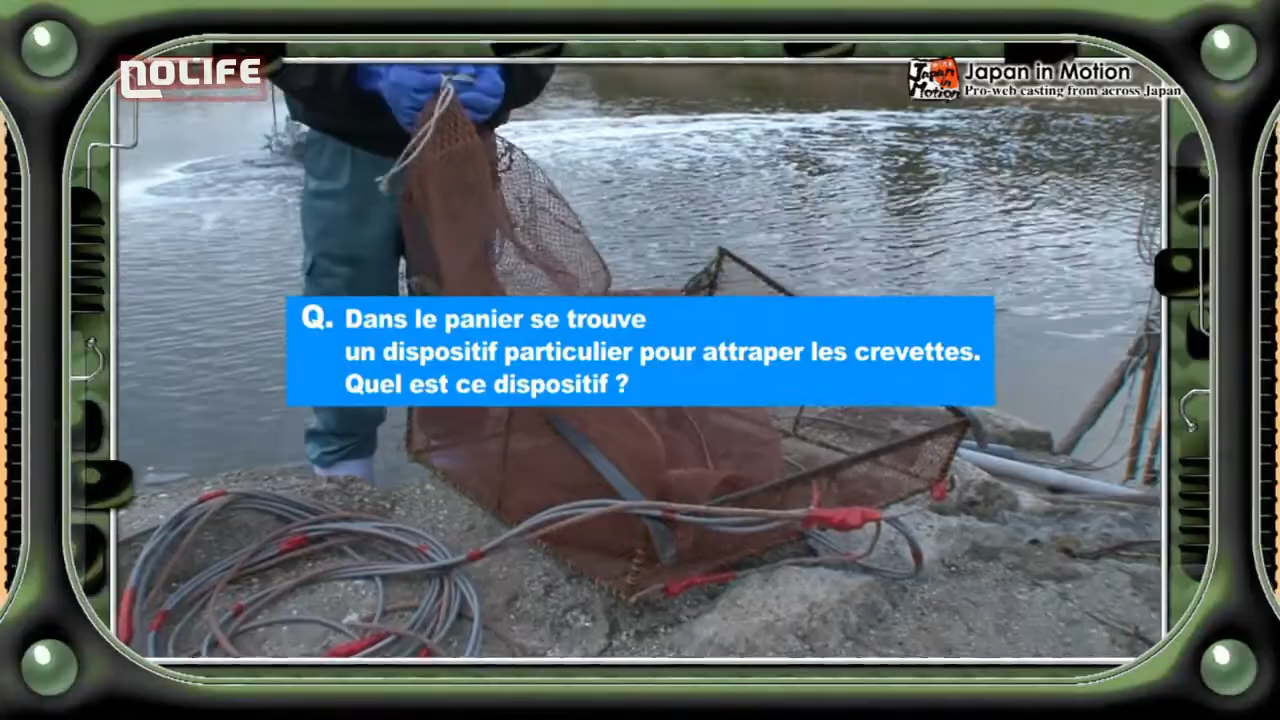 NOLIFE
Japan in Motion
Japan in Motion
Pro-web casting from across Japan
Q. Dans le panier se trouve
un dispositif particulier pour attraper les crevettes.
Quel est ce dispositif ?